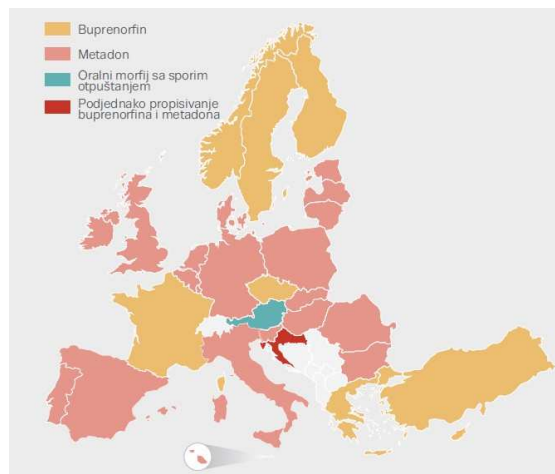 Buprenorfin
Metadon
Oralni morfij sa sporim
otpuštanjem
Podjednako propisivanje
buprenorfina i metadona